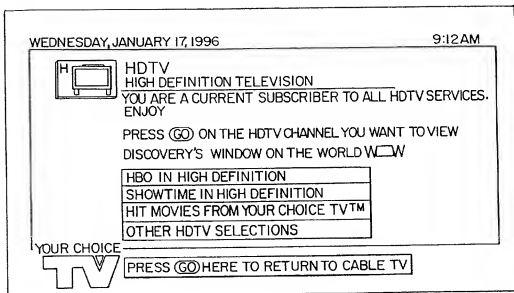 WEDNESDAY, JANUARY 17, 1996 9:12AM
H
HDTV
HIGH DEFINITION TELEVISION
YOU ARE A CURRENT SUBSCRIBER TO ALL HDTV SERVICES.
ENJOY
PRESS GO ON THE HDTV CHANNEL YOU WANT TO VIEW
DISCOVERY'S WINDOW ON THE WORLD WOW
HBO IN HIGH DEFINITION
SHOWTIME IN HIGH DEFINITION
HIT MOVIES FROM YOUR CHOICE TV™
OTHER HDTV SELECTIONS
YOUR CHOICE
TV
PRESS GO HERE TO RETURN TO CABLE TV